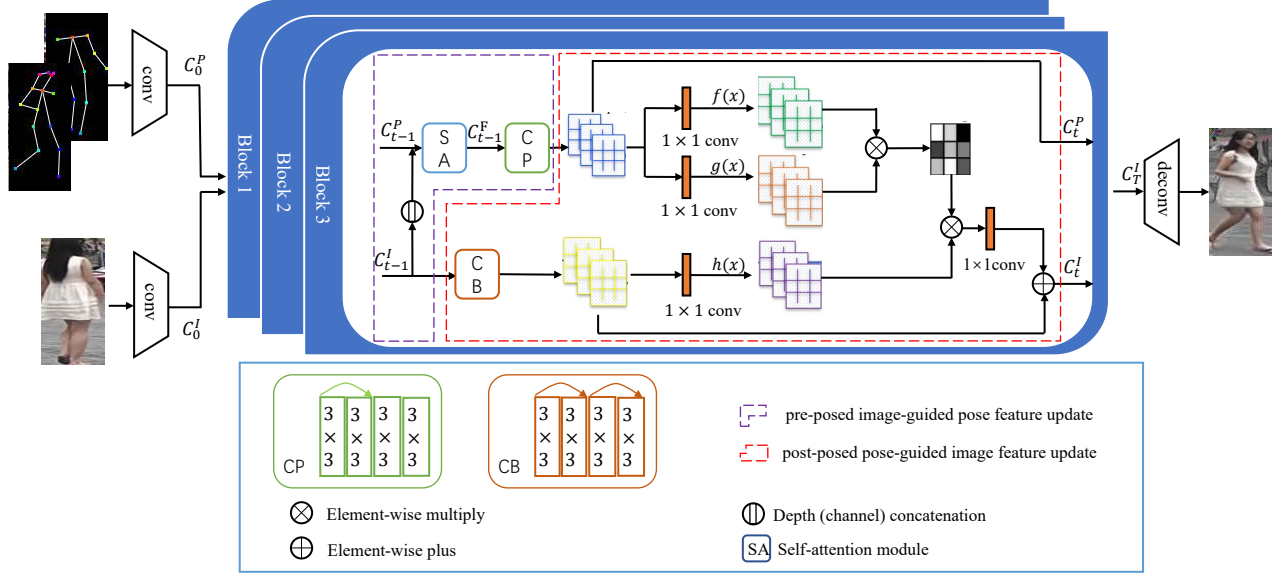 conv
C_0^P
conv
C_0^I
Block 1
Block 2
Block 3
C_{t-1}^P
S
A
C_{t-1}^F
C
P
C_{t-1}^I
C
B
1 × 1 conv
f(x)
1 × 1 conv
g(x)
1 × 1 conv
h(x)
1×1conv
C_t^P
C_t^I
C_T^I
deconv
3 × 3
3 × 3
3 × 3
3 × 3
CP
3 × 3
3 × 3
3 × 3
3 × 3
CB
pre-posed image-guided pose feature update
post-posed pose-guided image feature update
Element-wise multiply
Element-wise plus
Depth (channel) concatenation
SA Self-attention module